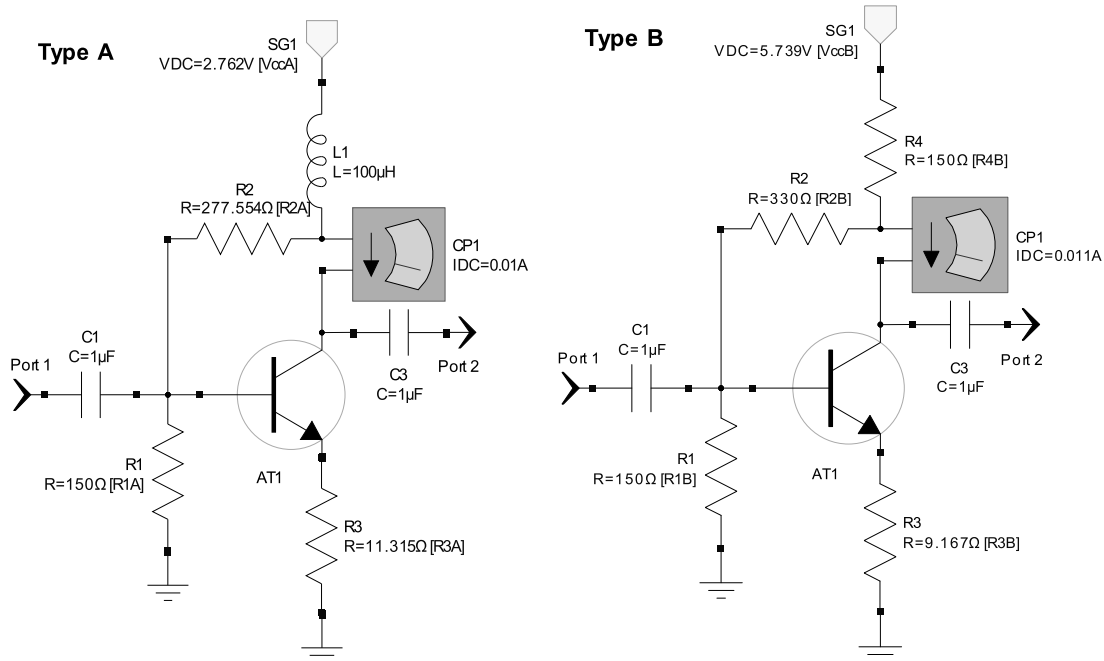 Type A
SG1
VDC=2.762V [VccA]
L1
L=100µH
R2
R=277.554Ω [R2A]
CP1
IDC=0.01A
C1
C=1µF
Port 1
Port 2
C3
C=1µF
R1
R=150Ω [R1A]
AT1
R3
R=11.315Ω [R3A]
Type B
SG1
VDC=5.739V [VccB]
R4
R=150Ω [R4B]
R2
R=330Ω [R2B]
CP1
IDC=0.011A
C1
C=1µF
Port 1
Port 2
C3
C=1µF
R1
R=150Ω [R1B]
AT1
R3
R=9.167Ω [R3B]